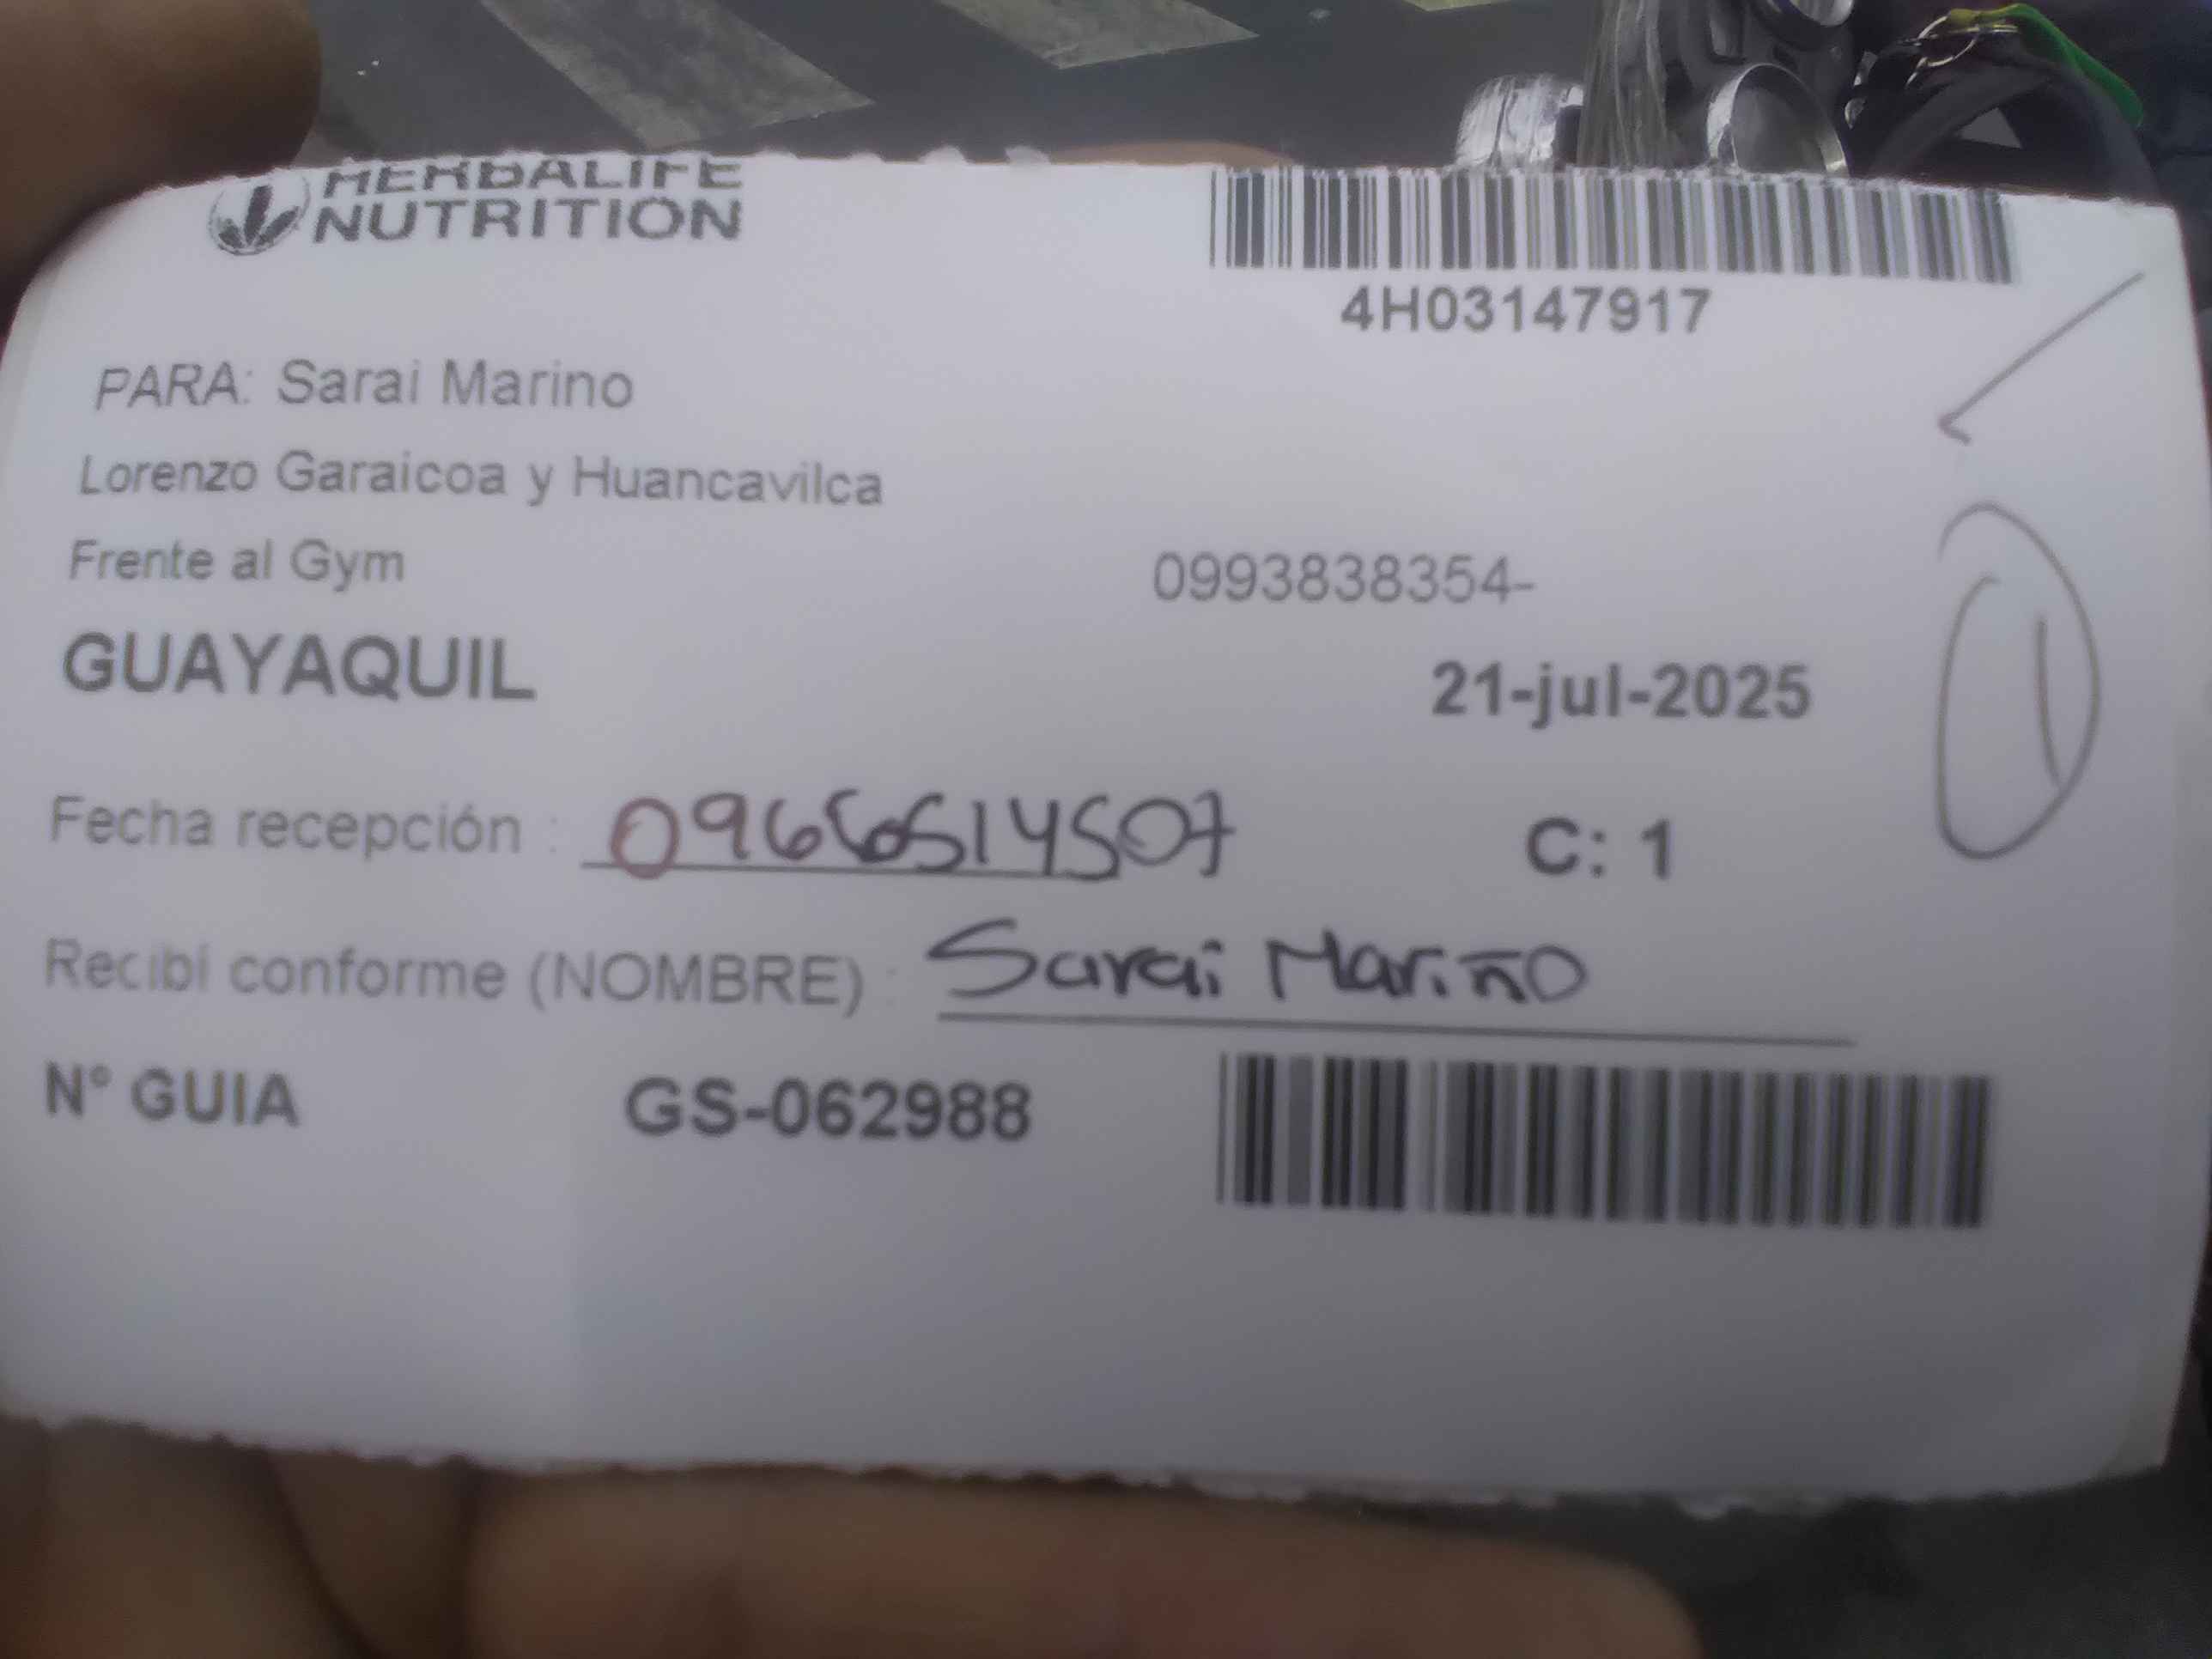 HERBALIFE
NUTRITION
4H03147917
PARA: Sarai Marino
Lorenzo Garaicoa y Huancavilca
Frente al Gym
0993838354-
GUAYAQUIL
21-jul-2025
1
Fecha recepción :
C: 1
Recibí conforme (NOMBRE) : Sarai Mariño
N° GUIA GS-062988